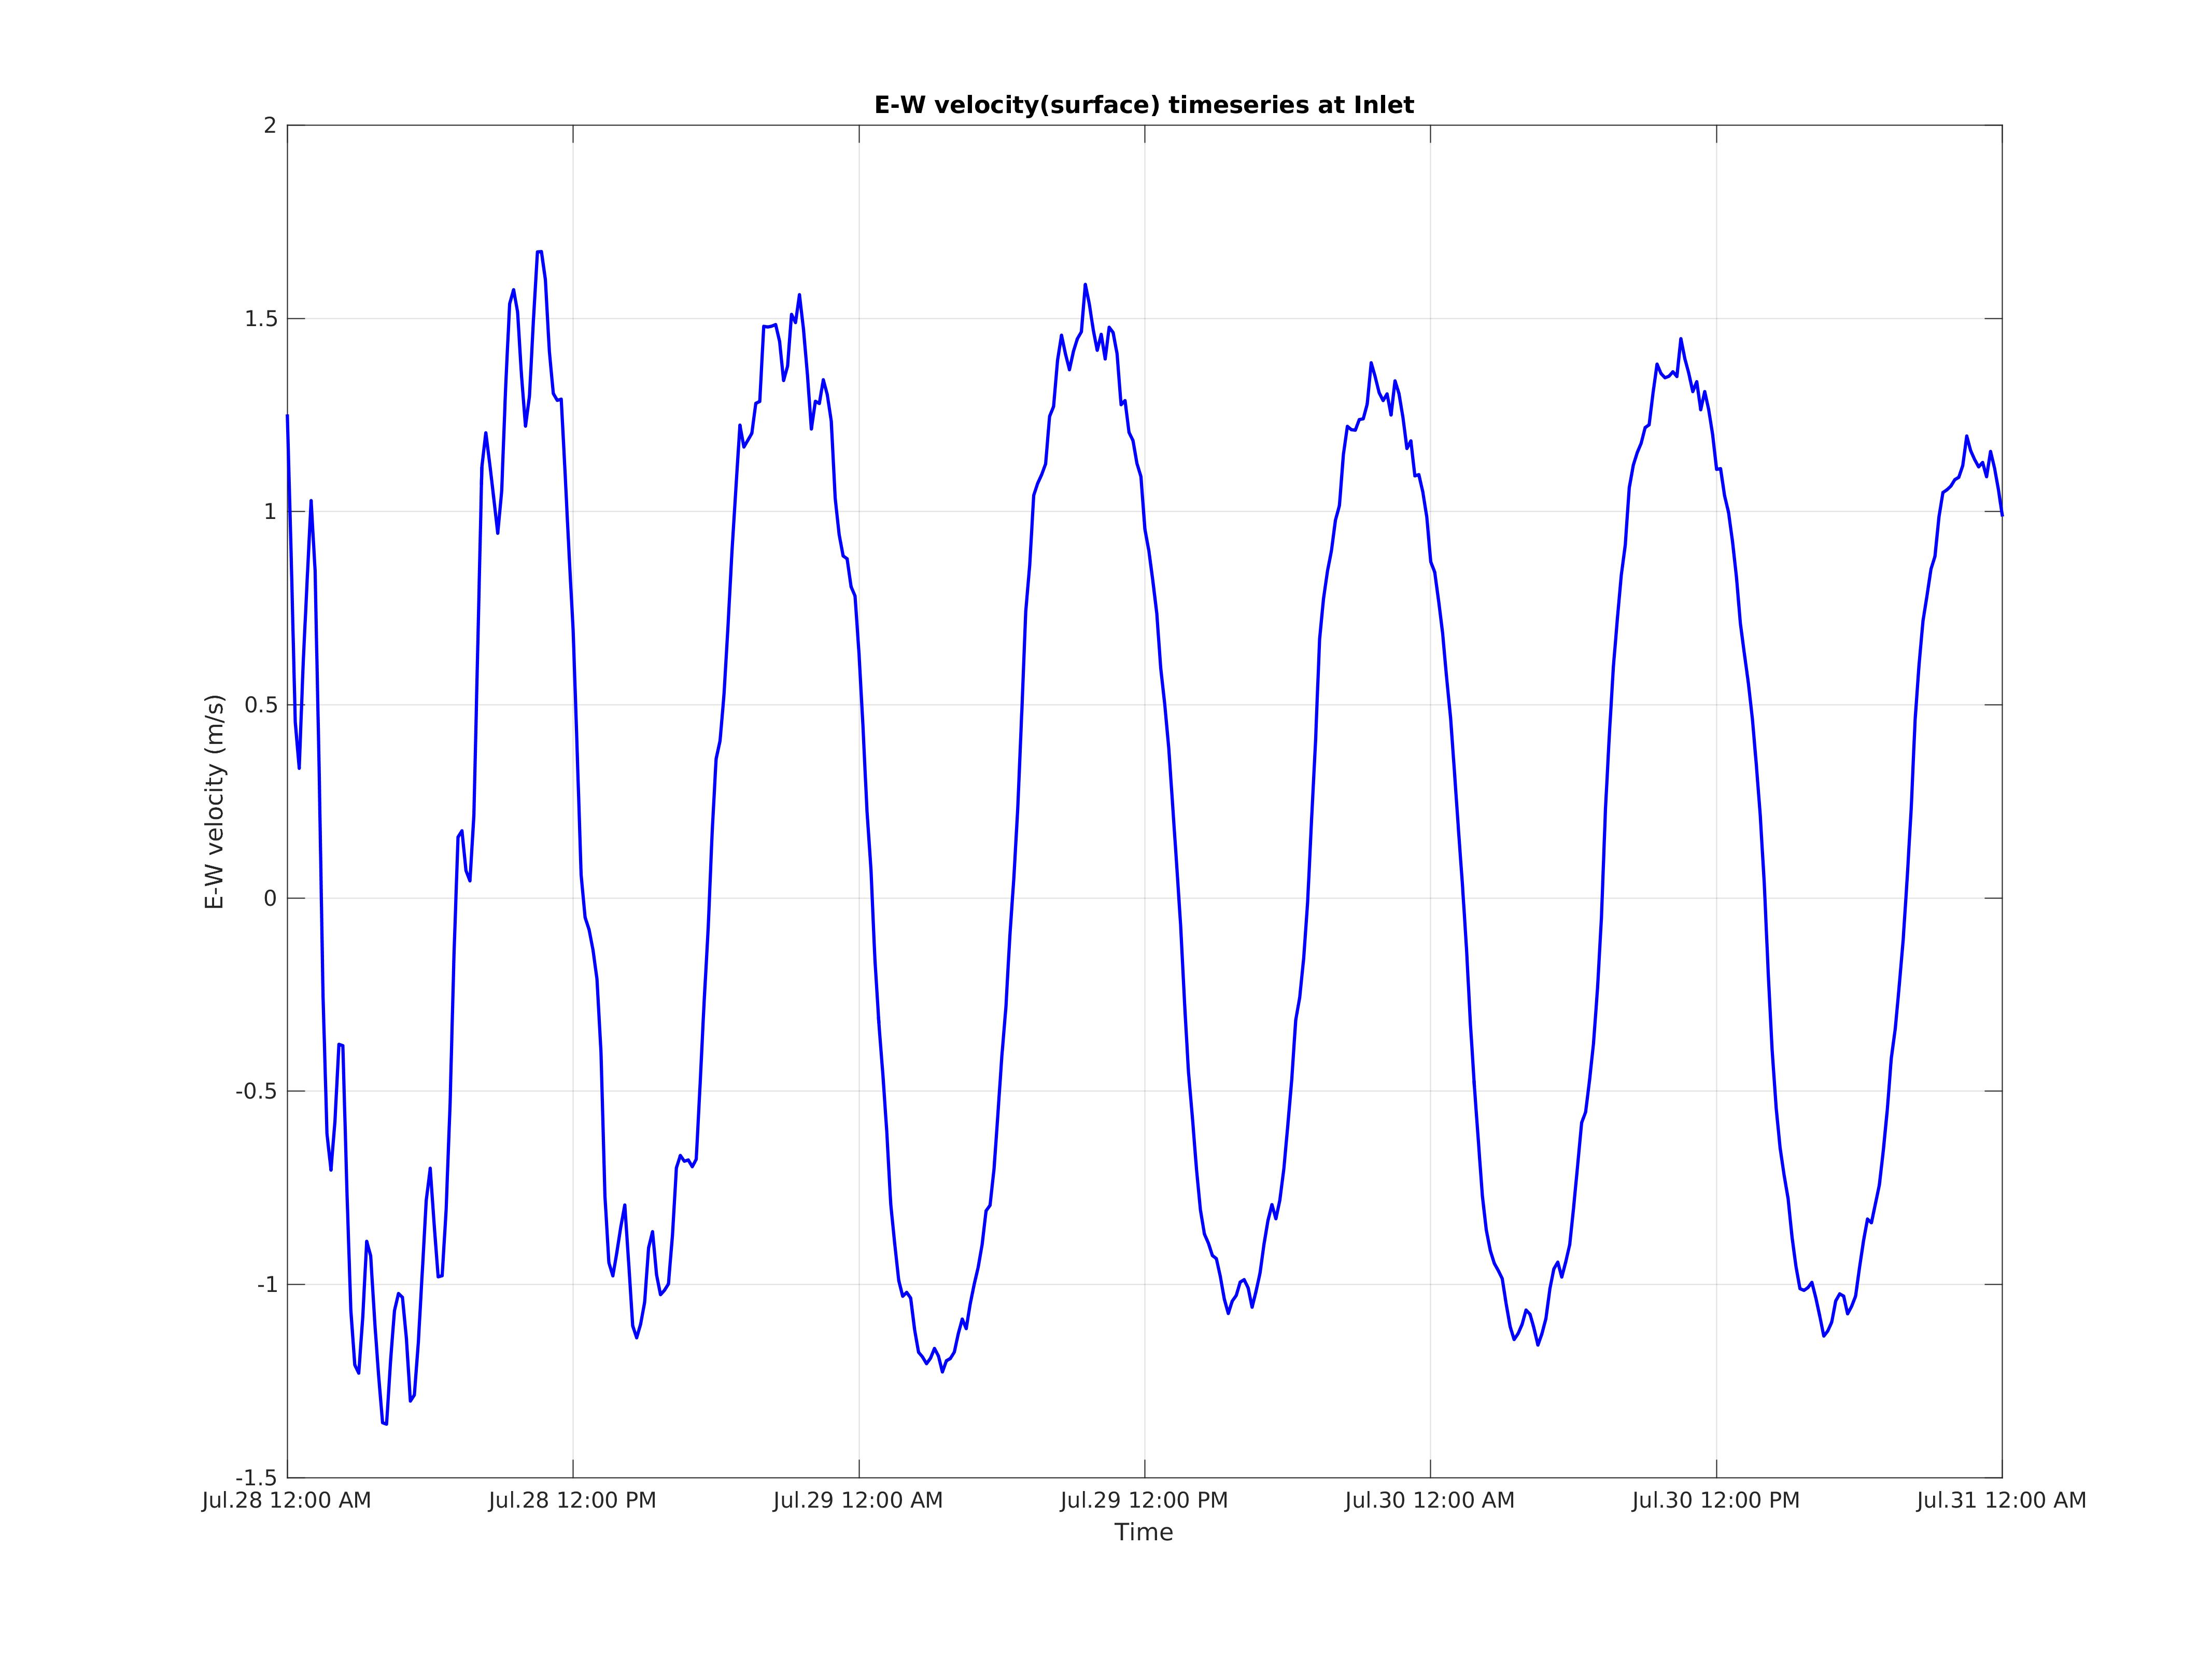 E-W velocity(surface) timeseries at Inlet
2
1.5
1
0.5
0
-0.5
-1
-1.5
E-W velocity (m/s)
Jul.28 12:00 AM
Jul.28 12:00 PM
Jul.29 12:00 AM
Jul.29 12:00 PM
Jul.30 12:00 AM
Jul.30 12:00 PM
Jul.31 12:00 AM
Time